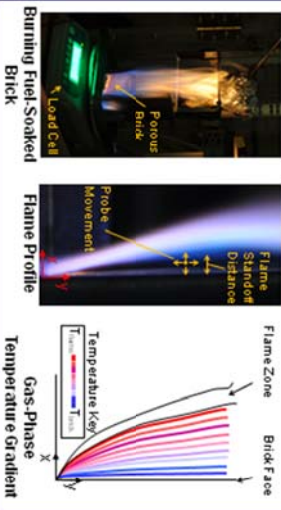 Porous
Brick
Load Cell
Burning Fuel-Soaked
Brick
Flame
Standoff
Distance
Probe
Movement
y
x
Flame Profile
Flame Zone
Brick Face
Temperature Key
T
T
y
x
Gas-Phase
Temperature Gradient